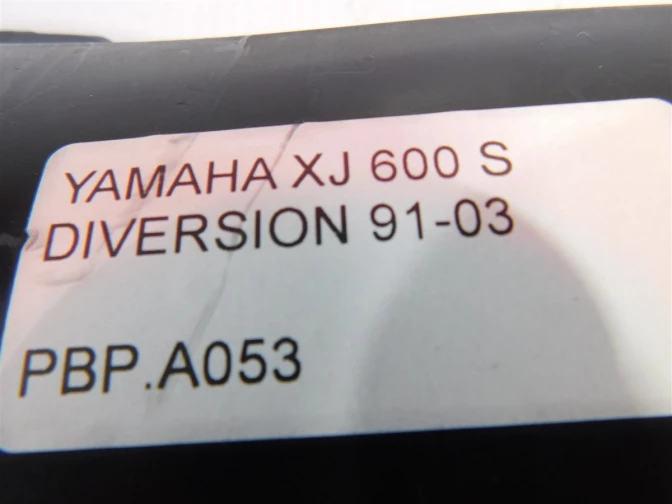 YAMAHA XJ 600 S
DIVERSION 91-03
PBP.A053